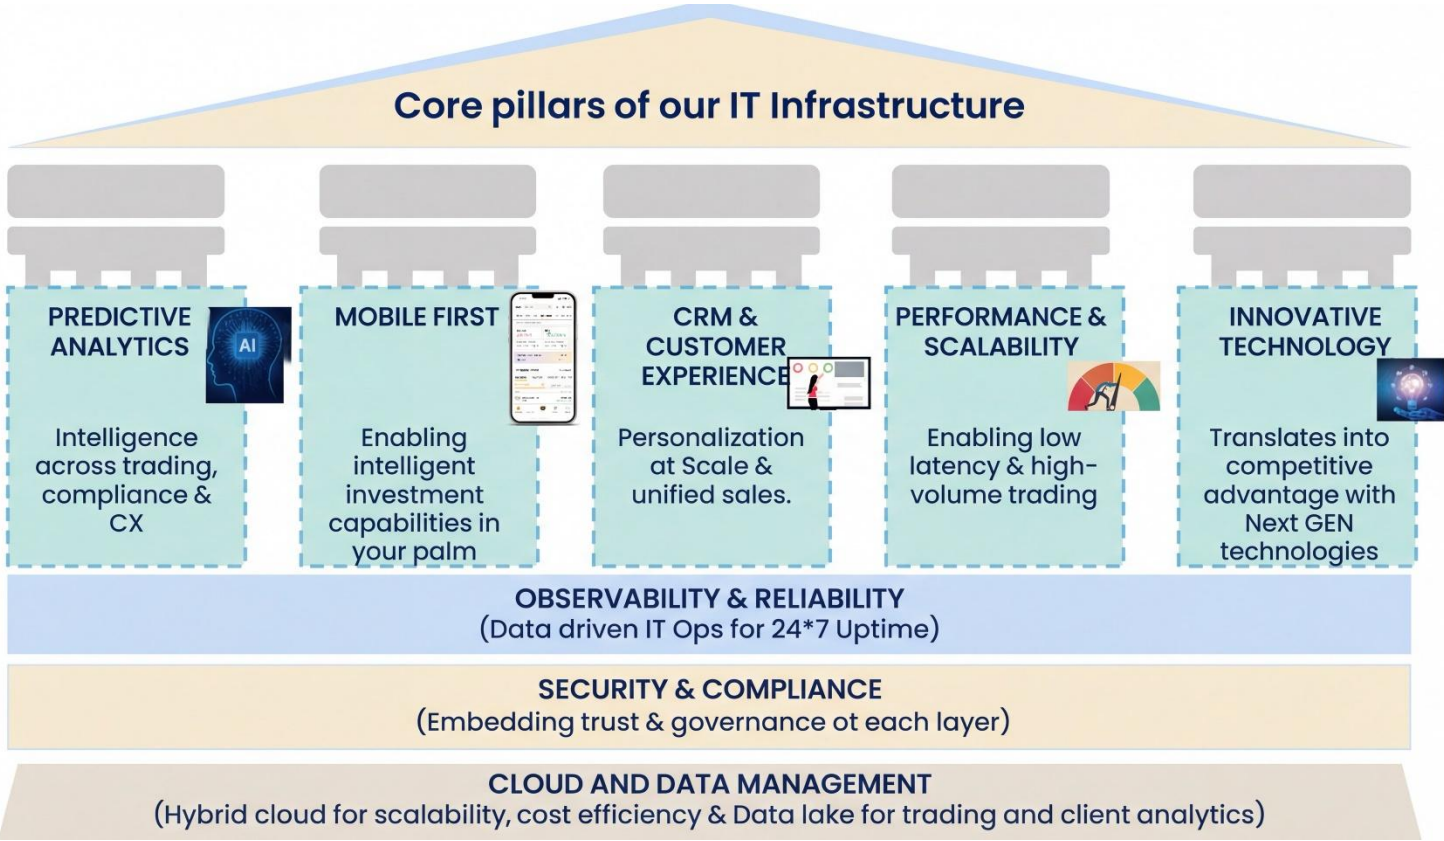 Core pillars of our IT Infrastructure
PREDICTIVE
ANALYTICS
AI
Intelligence
across trading,
compliance &
CX
MOBILE FIRST
Enabling
intelligent
investment
capabilities in
your palm
CRM &
CUSTOMER
EXPERIENCE
Personalization
at Scale &
unified sales.
PERFORMANCE &
SCALABILITY
Enabling low
latency & high-
volume trading
INNOVATIVE
TECHNOLOGY
Translates into
competitive
advantage with
Next GEN
technologies
OBSERVABILITY & RELIABILITY
(Data driven IT Ops for 24*7 Uptime)
SECURITY & COMPLIANCE
(Embedding trust & governance ot each layer)
CLOUD AND DATA MANAGEMENT
(Hybrid cloud for scalability, cost efficiency & Data lake for trading and client analytics)